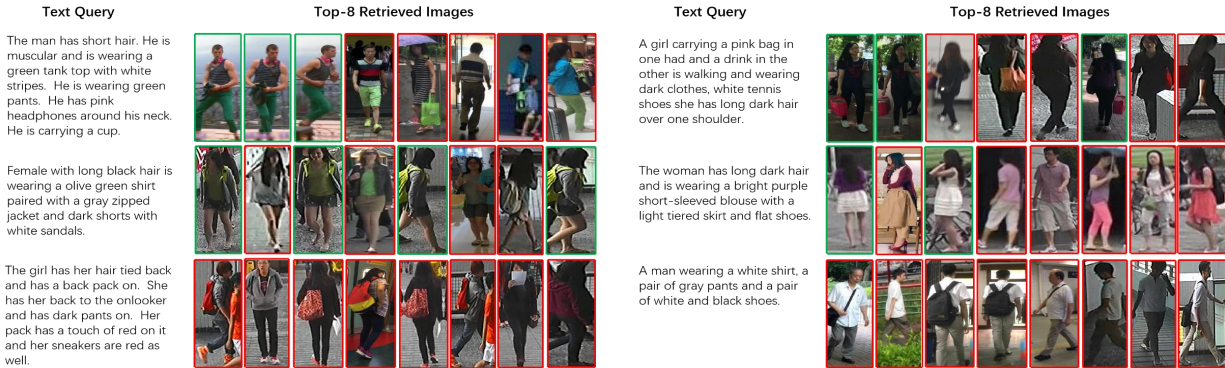 Text Query
Top-8 Retrieved Images
The man has short hair. He is
muscular and is wearing a
green tank top with white
stripes.  He is wearing green
pants.  He has pink
headphones around his neck.
He is carrying a cup.
Female with long black hair is
wearing a olive green shirt
paired with a gray zipped
jacket and dark shorts with
white sandals.
The girl has her hair tied back
and has a back pack on.  She
has her back to the onlooker
and has dark pants on.  Her
pack has a touch of red on it
and her sneakers are red as
well.
Text Query
Top-8 Retrieved Images
A girl carrying a pink bag in
one had and a drink in the
other is walking and wearing
dark clothes, white tennis
shoes she has long dark hair
over one shoulder.
The woman has long dark hair
and is wearing a bright purple
short-sleeved blouse with a
light tiered skirt and flat shoes.
A man wearing a white shirt, a
pair of gray pants and a pair
of white and black shoes.